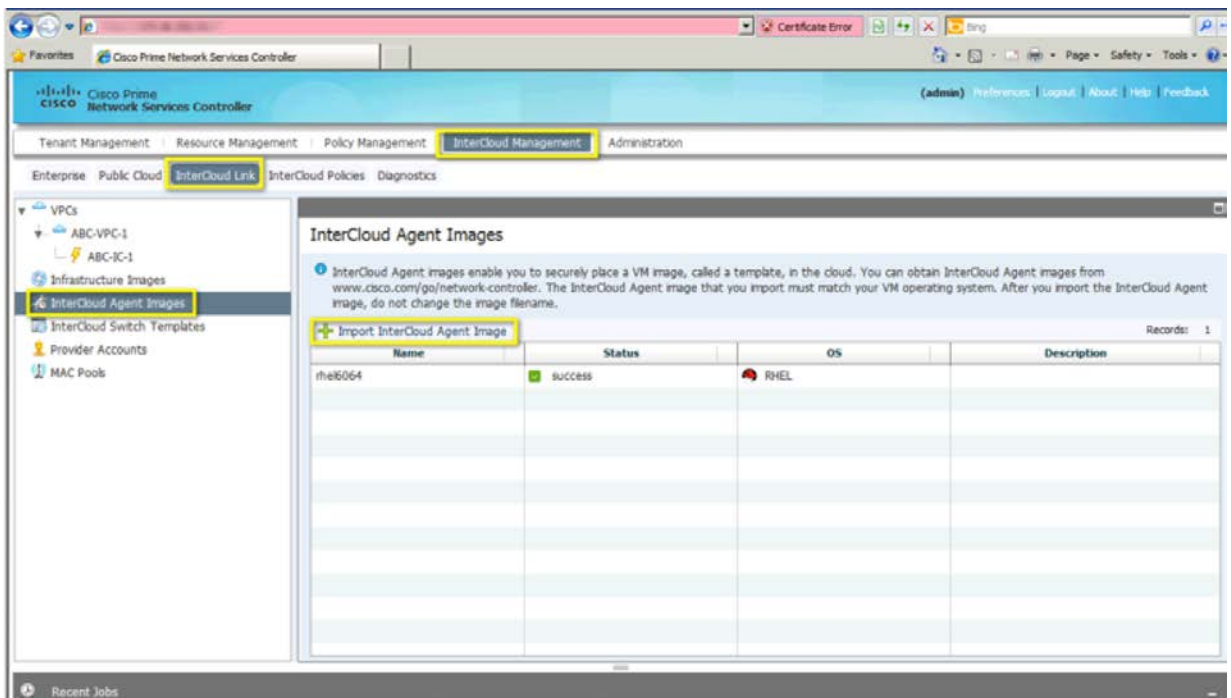 Certificate Error
Bing
Favorites
Cisco Prime Network Services Controller
Page Safety Tools
cisco Cisco Prime
Network Services Controller
(admin) Preferences | Logout | About | Help | Feedback
Tenant Management | Resource Management | Policy Management InterCloud Management Administration
Enterprise Public Cloud InterCloud Link InterCloud Policies Diagnostics
VPCs
ABC-VPC-1
ABC-IC-1
Infrastructure Images
InterCloud Agent Images
InterCloud Switch Templates
Provider Accounts
MAC Pools
InterCloud Agent Images
InterCloud Agent images enable you to securely place a VM image, called a template, in the cloud. You can obtain InterCloud Agent images from
www.cisco.com/go/network-controller. The InterCloud Agent image that you import must match your VM operating system. After you import the InterCloud Agent
image, do not change the image filename.
Import InterCloud Agent Image
Records: 1
Name Status OS Description
rhel6064 success RHEL
Recent Jobs